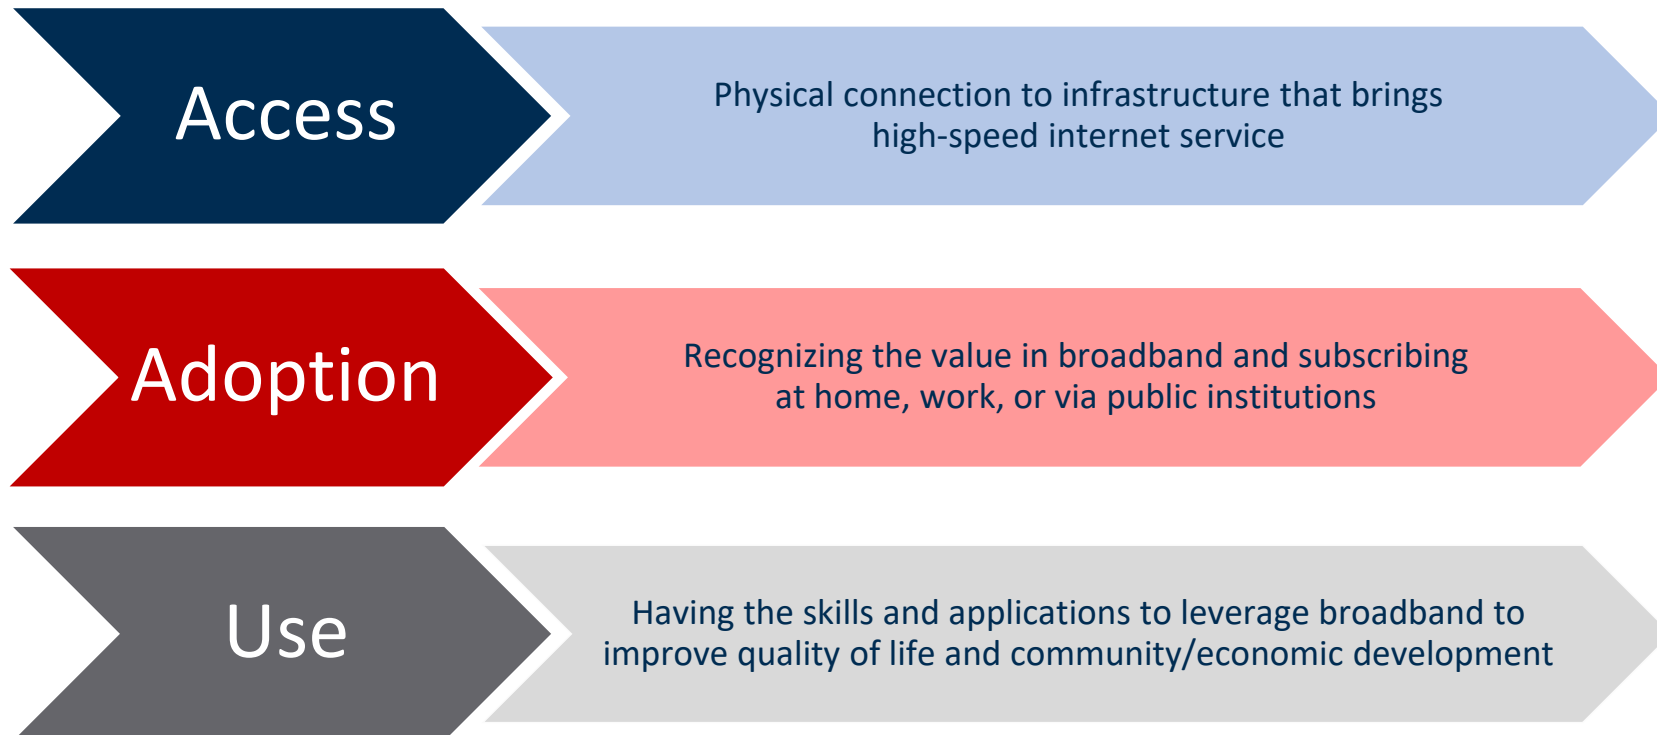 Access
Physical connection to infrastructure that brings
high-speed internet service
Adoption
Recognizing the value in broadband and subscribing
at home, work, or via public institutions
Use
Having the skills and applications to leverage broadband to
improve quality of life and community/economic development